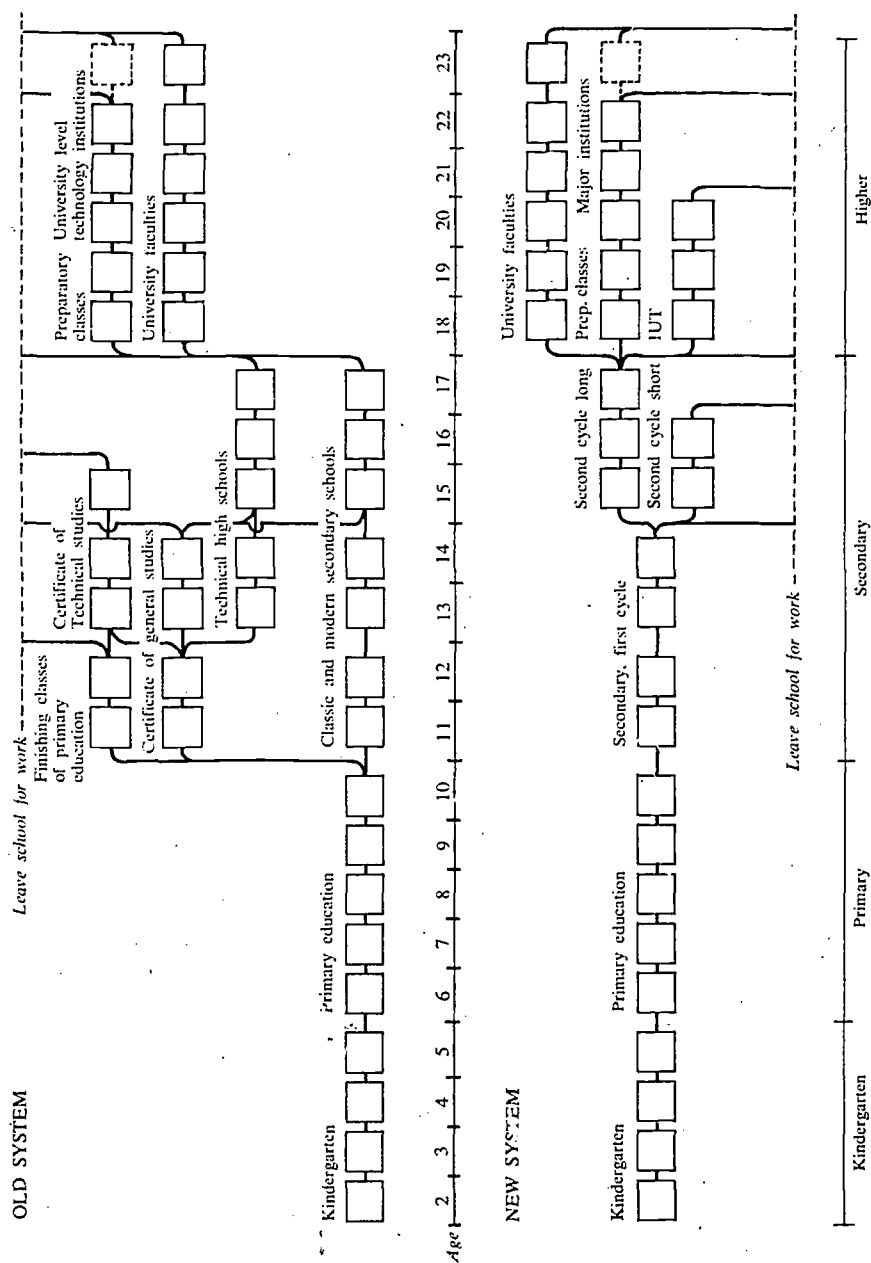 OLD SYSTEM
Leave school for work
Finishing classes
of primary
education
Certificate of
Technical studies
Preparatory
classes
University level
technology institutions
Certificate of general studies
University faculties
Technical high schools
Kindergarten
Primary education
Classic and modern secondary schools
Age 2 3 4 5 6 7 8 9 10 11 12 13 14 15 16 17 18 19 20 21 22 23
NEW SYSTEM
University faculties
Second cycle long
Prep. classes
Major institutions
Kindergarten
Primary education
Secondary. first cycle
Second cycle short
IUT
Leave school for work
Kindergarten
Primary
Secondary
Higher